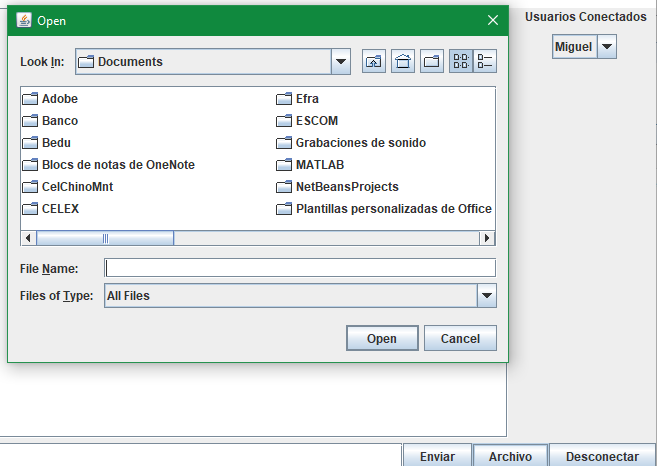 Open
Usuarios Conectados
Miguel
Look In:
Documents
Adobe
Banco
Bedu
Blocs de notas de OneNote
CelChinoMnt
CELEX
Efra
ESCOM
Grabaciones de sonido
MATLAB
NetBeansProjects
Plantillas personalizadas de Office
File Name:
Files of Type: All Files
Open Cancel
Enviar Archivo Desconectar